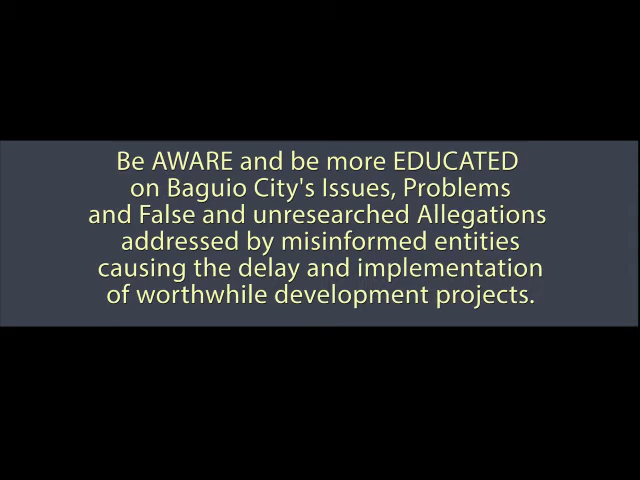 Be AWARE and be more EDUCATED
on Baguio City's Issues, Problems
and False and unresearched Allegations
addressed by misinformed entities
causing the delay and implementation
of worthwhile development projects.